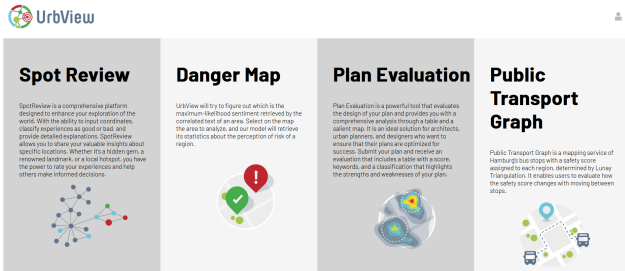 UrbView
Spot Review
SpotReview is a comprehensive platform
designed to enhance your exploration of the
world. With the ability to input coordinates,
classify experiences as good or bad, and
provide detailed explanations. SpotReview
allows you to share your valuable insights about
specific locations. Whether it's a hidden gem, a
renowned landmark, or a local hotspot, you have
the power to rate your experiences and help
others make informed decisions.
Danger Map
UrbView will try to figure out which is the
maximum-likelihood sentiment retrieved by the
correlated text of an area. Select on the map
the area to analyze, and our model will retrieve
its statistics about the perception of risk of a
region.
Plan Evaluation
Plan Evaluation is a powerful tool that evaluates
the design of your plan and provides you with a
comprehensive analysis through a table and a
salient map. It is an ideal solution for architects,
urban planners, and designers who want to
ensure that their plans are optimized for
success. Submit your plan and receive an
evaluation that includes a table with a score,
keywords, and a classification that highlights
the strengths and weaknesses of your plan.
Public
Transport
Graph
Public Transport Graph is a mapping service of
Hamburg's bus stops with a safety score
assigned to each region, determined by Lunay
Triangulation. It enables users to evaluate how
the safety score changes with moving between
stops.